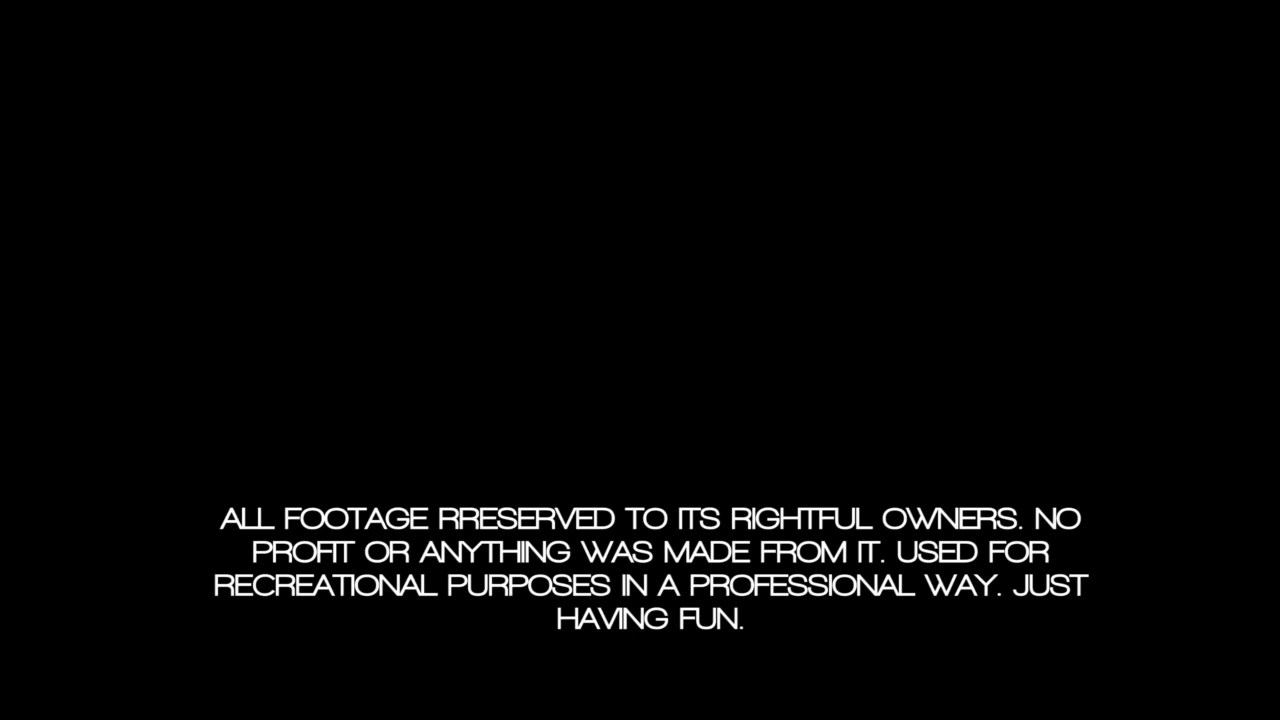 ALL FOOTAGE RRESERVED TO ITS RIGHTFUL OWNERS. NO
PROFIT OR ANYTHING WAS MADE FROM IT. USED FOR
RECREATIONAL PURPOSES IN A PROFESSIONAL WAY. JUST
HAVING FUN.